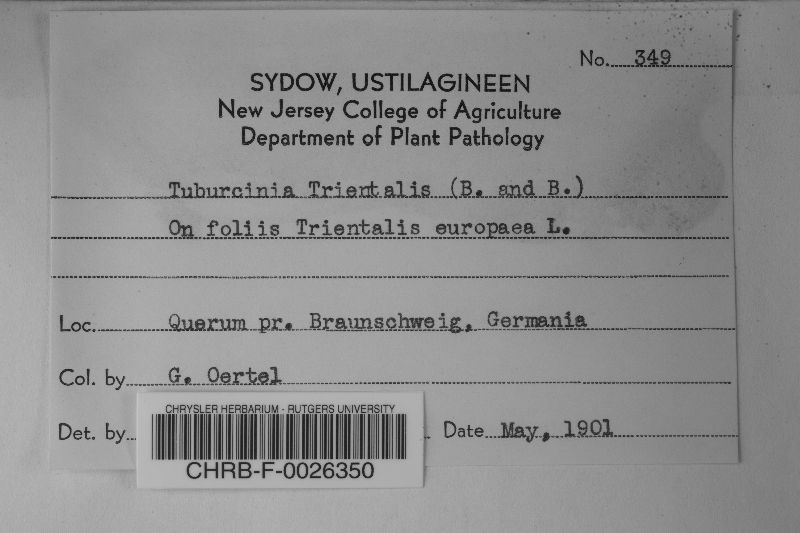 No. 349
SYDOW, USTILAGINEEN
New Jersey College of Agriculture
Department of Plant Pathology
Tuburcinia Trientalis (B. and B.)
On foliis Trientalis europaea L.
Loc. Querum pr. Braunschweig, Germania
Col. by G. Oertel
Det. by Date May, 1901
CHRYSLER HERBARIUM - RUTGERS UNIVERSITY
CHRB-F-0026350